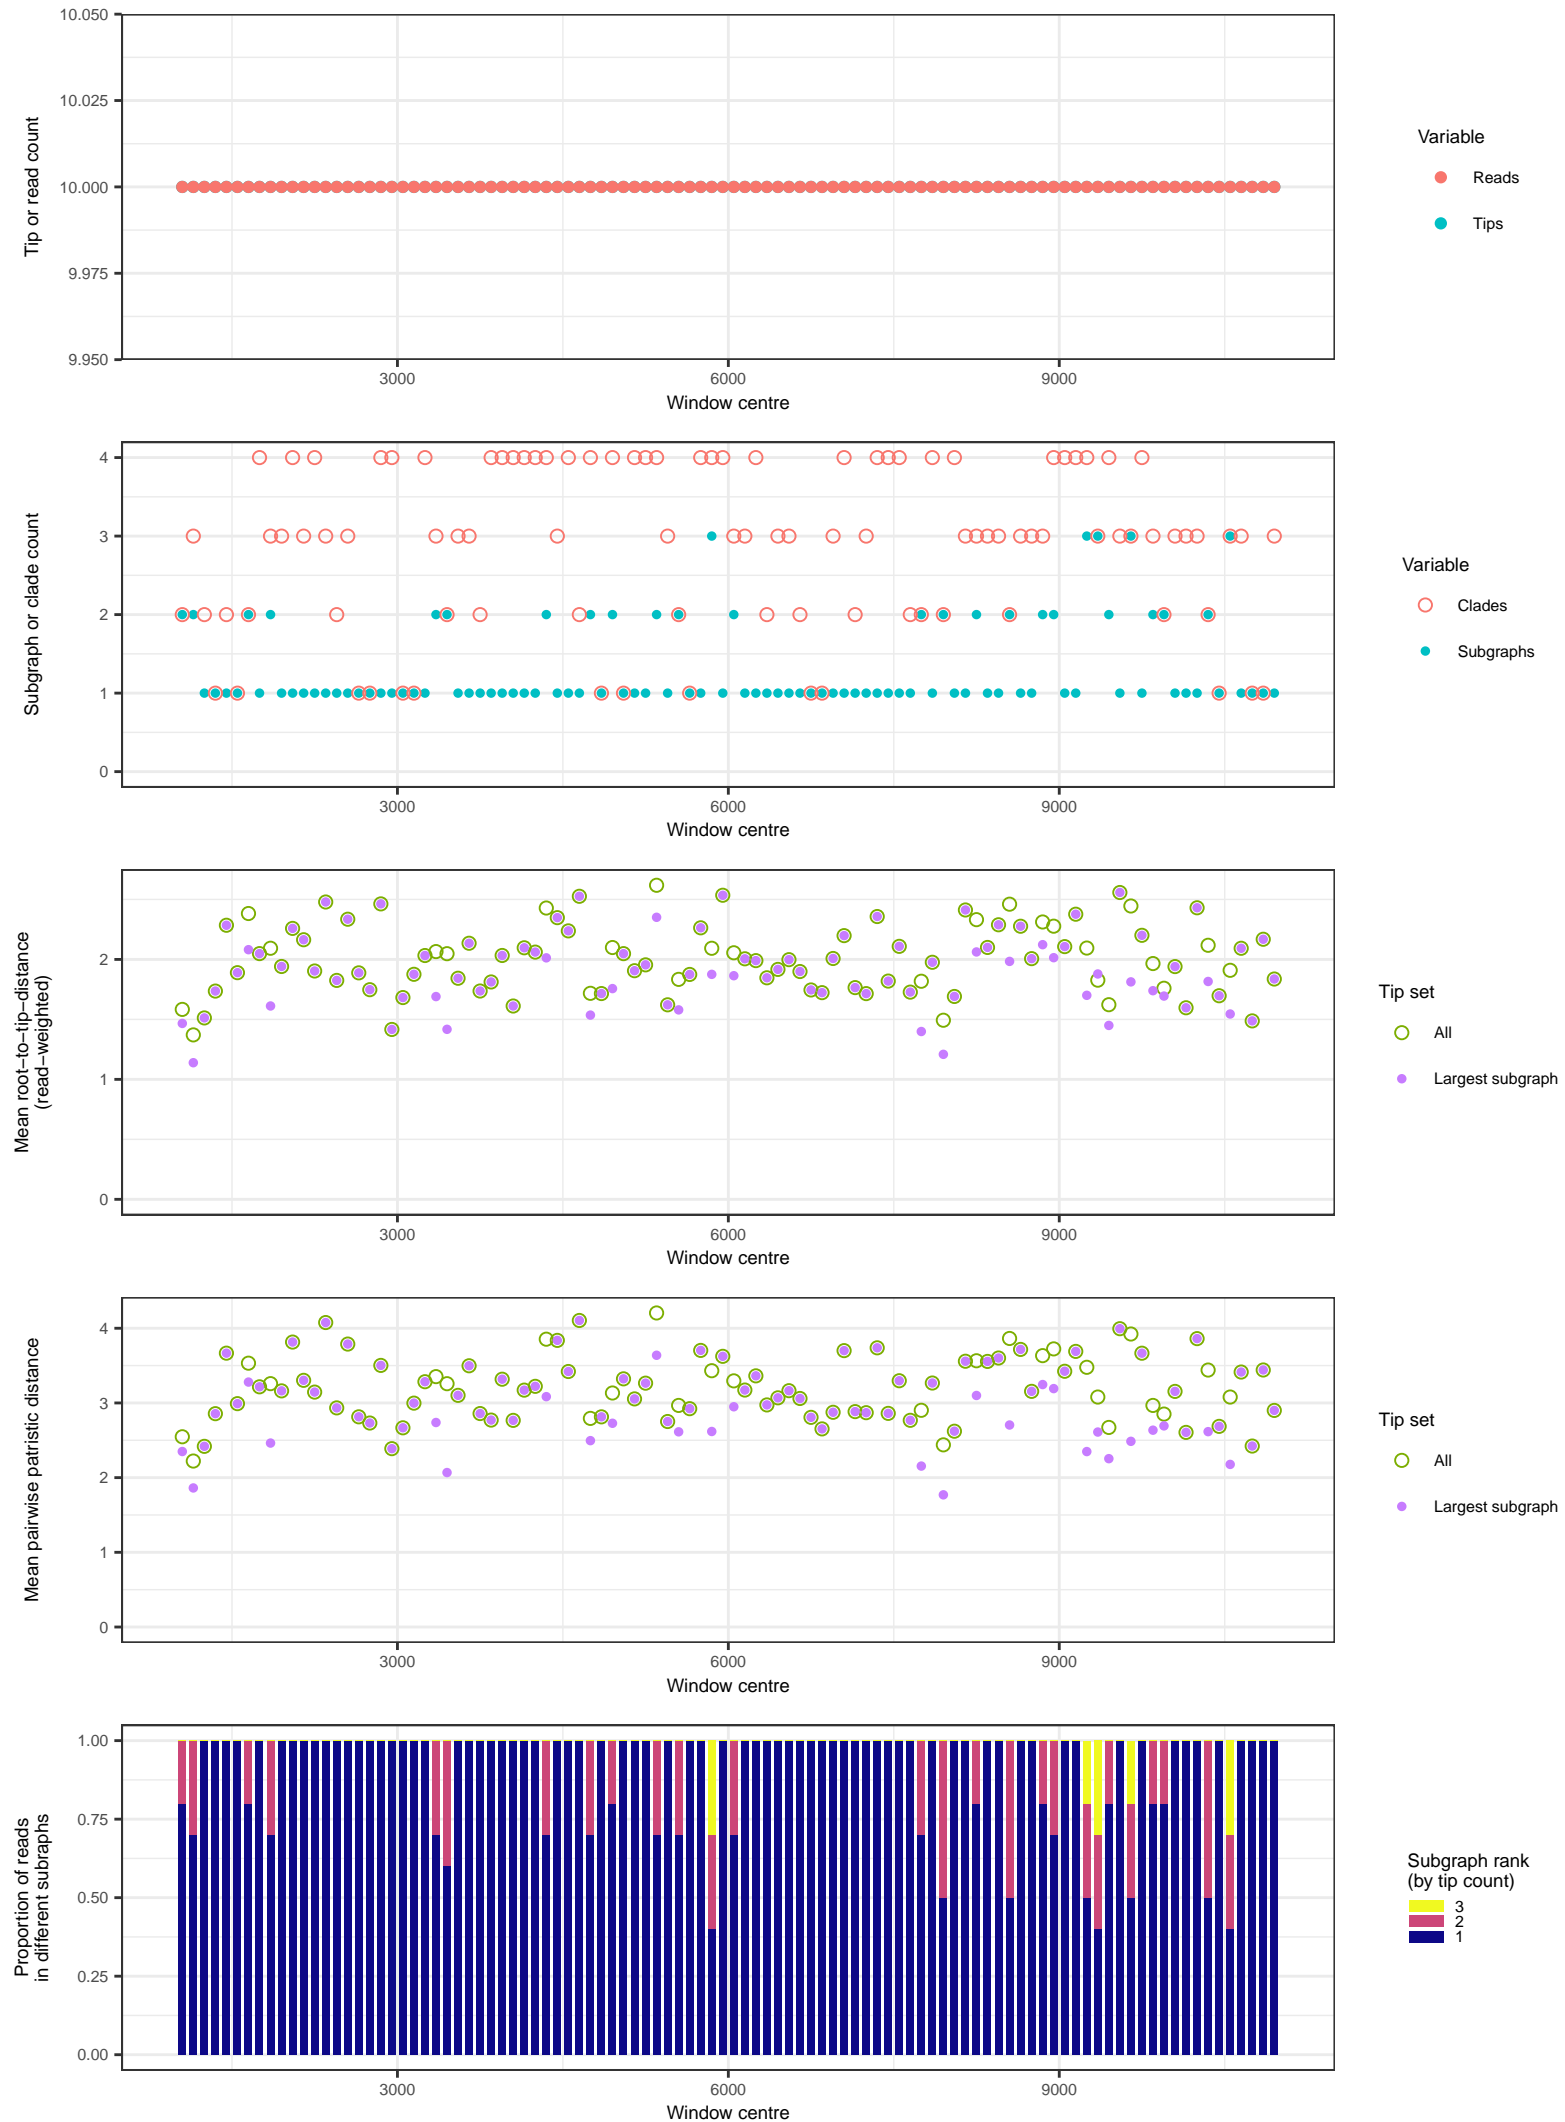 10.050
10.025
10.000
9.975
9.950
Tip or read count
3000 6000 9000
Window centre
Variable
Reads
Tips
4
3
2
1
0
Subgraph or clade count
3000 6000 9000
Window centre
Variable
Clades
Subgraphs
2
1
0
Mean root−to−tip−distance
(read−weighted)
3000 6000 9000
Window centre
Tip set
All
Largest subgraph
4
3
2
1
0
Mean pairwise patristic distance
3000 6000 9000
Window centre
Tip set
All
Largest subgraph
1.00
0.75
0.50
0.25
0.00
Proportion of reads
in different subraphs
3000 6000 9000
Window centre
Subgraph rank
(by tip count)
3
2
1